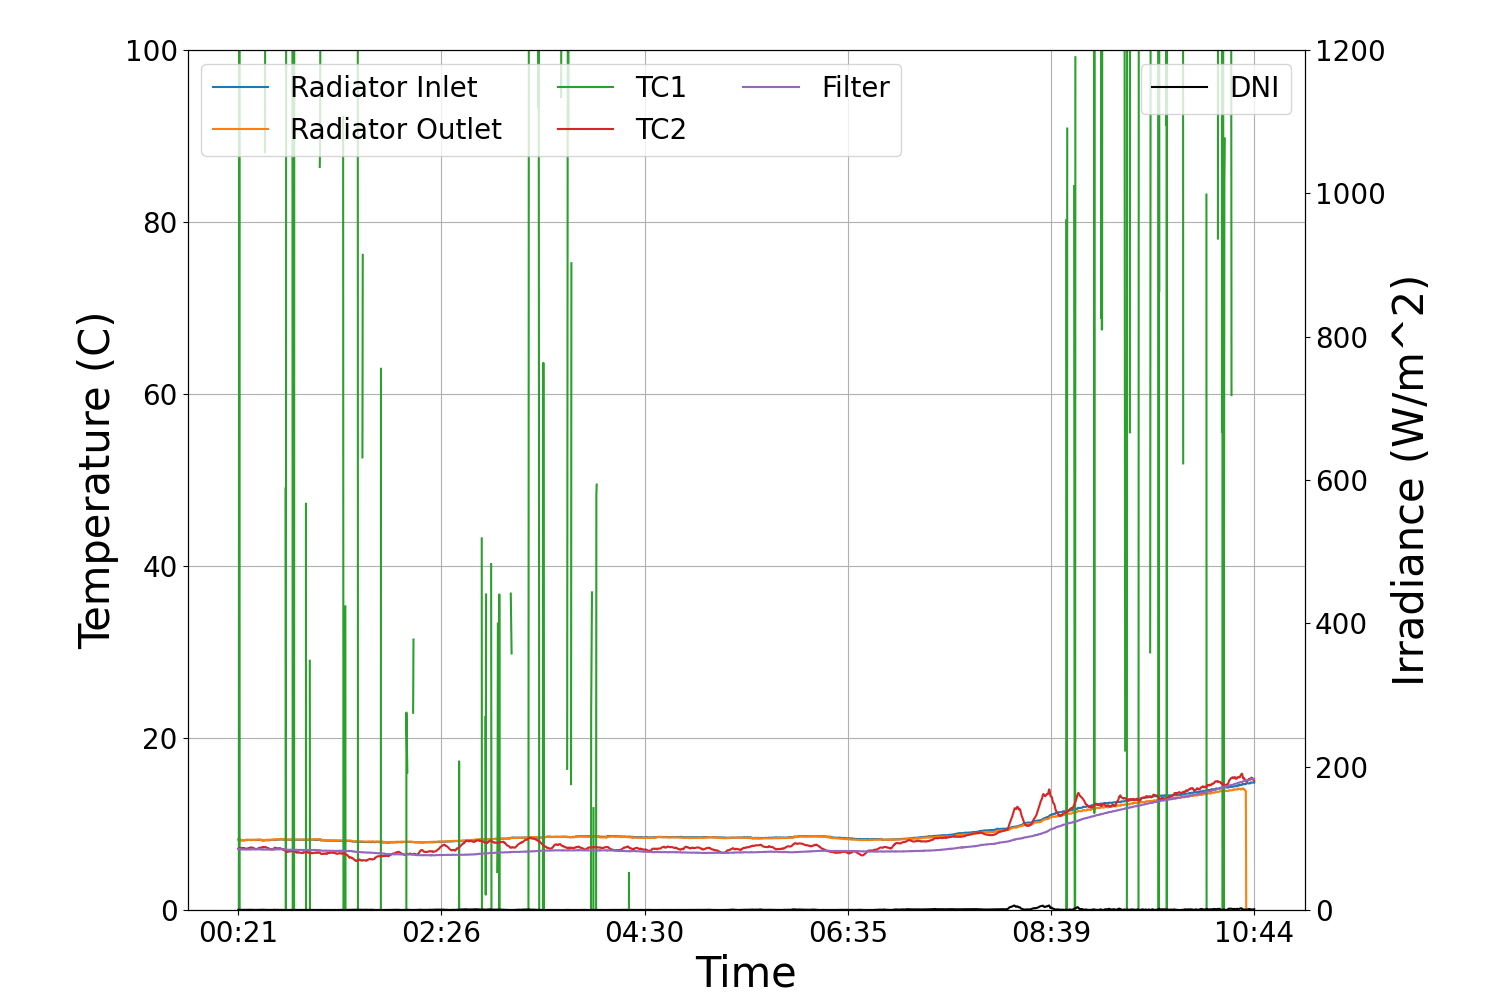 100
80
60
40
20
0
Temperature (C)
Radiator Inlet
Radiator Outlet
TC1
TC2
Filter
DNI
1200
1000
800
600
400
200
0
Irradiance (W/m^2)
00:21 02:26 04:30 06:35 08:39 10:44
Time